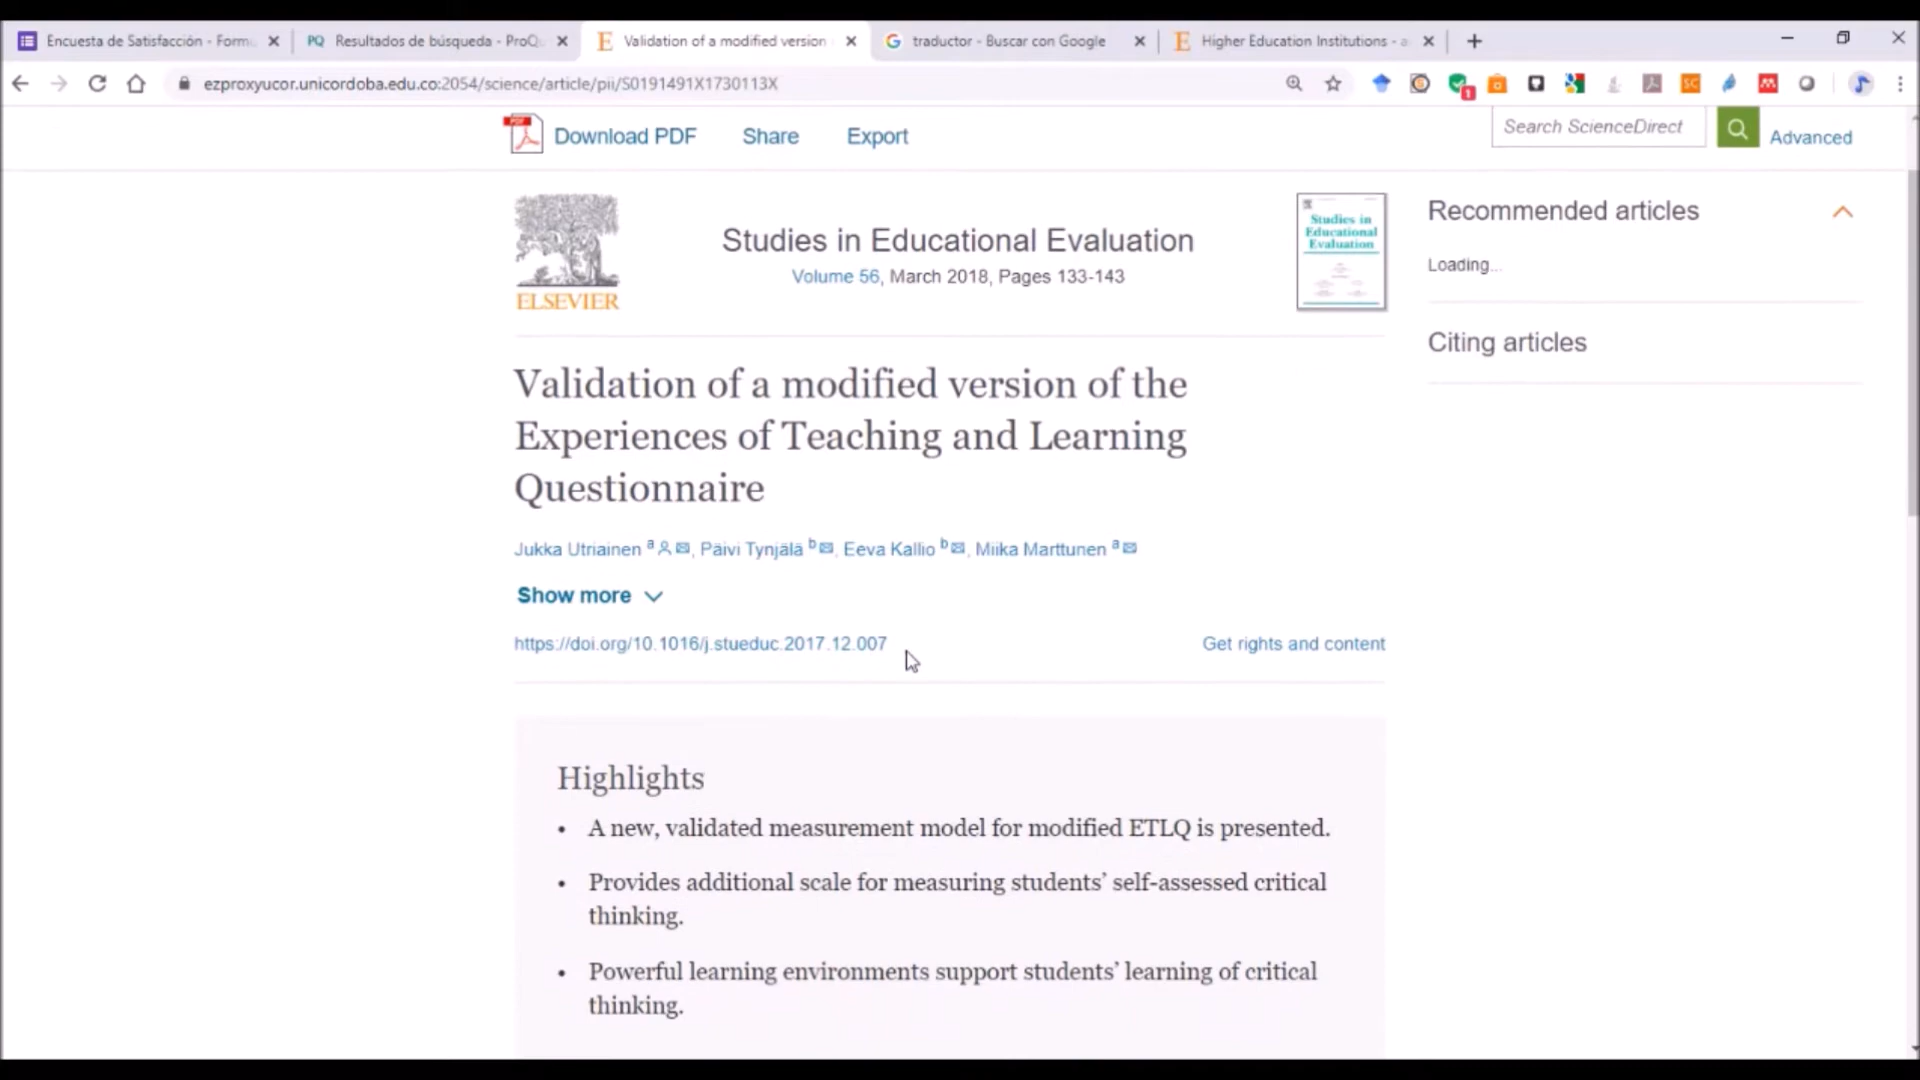 Encuesta de Satisfacción - Form
PQ Resultados de búsqueda - ProQ
Validation of a modified version
traductor - Buscar con Google
Higher Education Institutions - a
ezproxyucor.unicordoba.edu.co:2054/science/article/pii/S0191491X1730113X
Download PDF Share Export
Search ScienceDirect
Advanced
ELSEVIER
Studies in Educational Evaluation
Volume 56, March 2018, Pages 133-143
Studies in
Educational
Evaluation
Recommended articles
Loading...
Citing articles
Validation of a modified version of the
Experiences of Teaching and Learning
Questionnaire
Jukka Utriainen a, Päivi Tynjälä b, Eeva Kallio b, Miika Marttunen a
Show more
https://doi.org/10.1016/j.stueduc.2017.12.007
Get rights and content
Highlights
• A new, validated measurement model for modified ETLQ is presented.
• Provides additional scale for measuring students’ self-assessed critical
thinking.
• Powerful learning environments support students’ learning of critical
thinking.